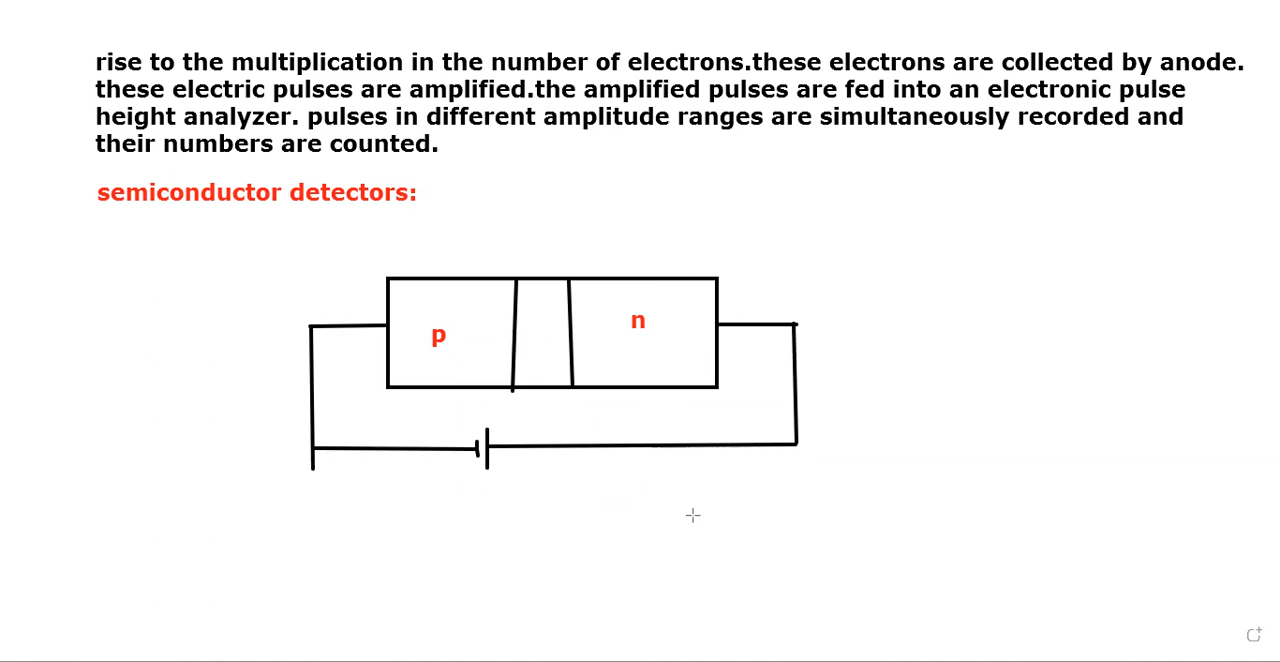 rise to the multiplication in the number of electrons.these electrons are collected by anode.
these electric pulses are amplified.the amplified pulses are fed into an electronic pulse
height analyzer. pulses in different amplitude ranges are simultaneously recorded and
their numbers are counted.
semiconductor detectors:
p
n